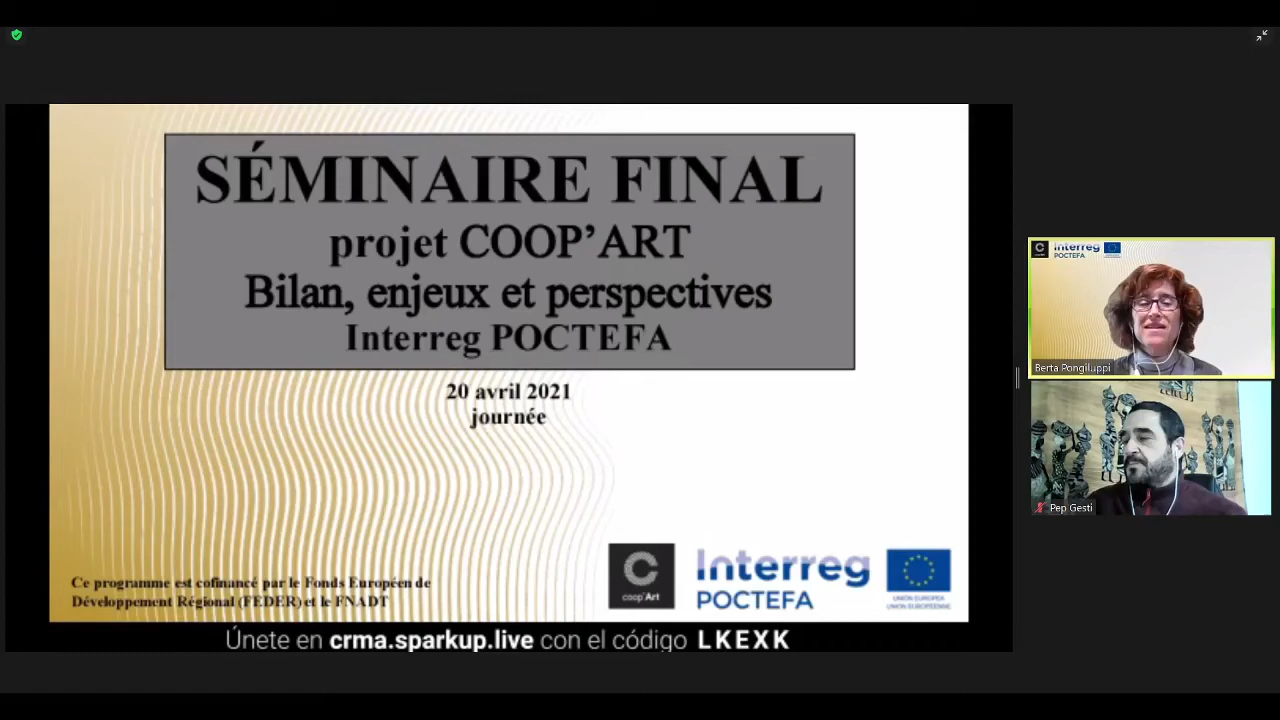 SÉMINAIRE FINAL
projet COOP’ART
Bilan, enjeux et perspectives
Interreg POCTEFA
20 avril 2021
journée
Ce programme est cofinancé par le Fonds Européen de
Développement Régional (FEDER) et le FNADT
C
coop'Art
Interreg
POCTEFA
UNIÓN EUROPEA
UNION EUROPÉENNE
Únete en crma.sparkup.live con el código LKEXK
C
Interreg
POCTEFA
Berta Pongiluppi
Pep Gesti